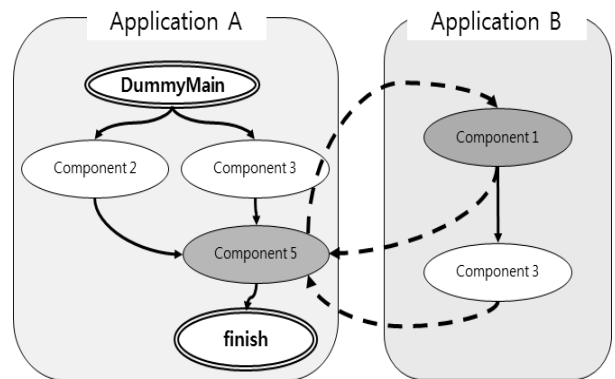 Application A
Application B
DummyMain
Component 1
Component 2
Component 3
Component 5
Component 3
finish